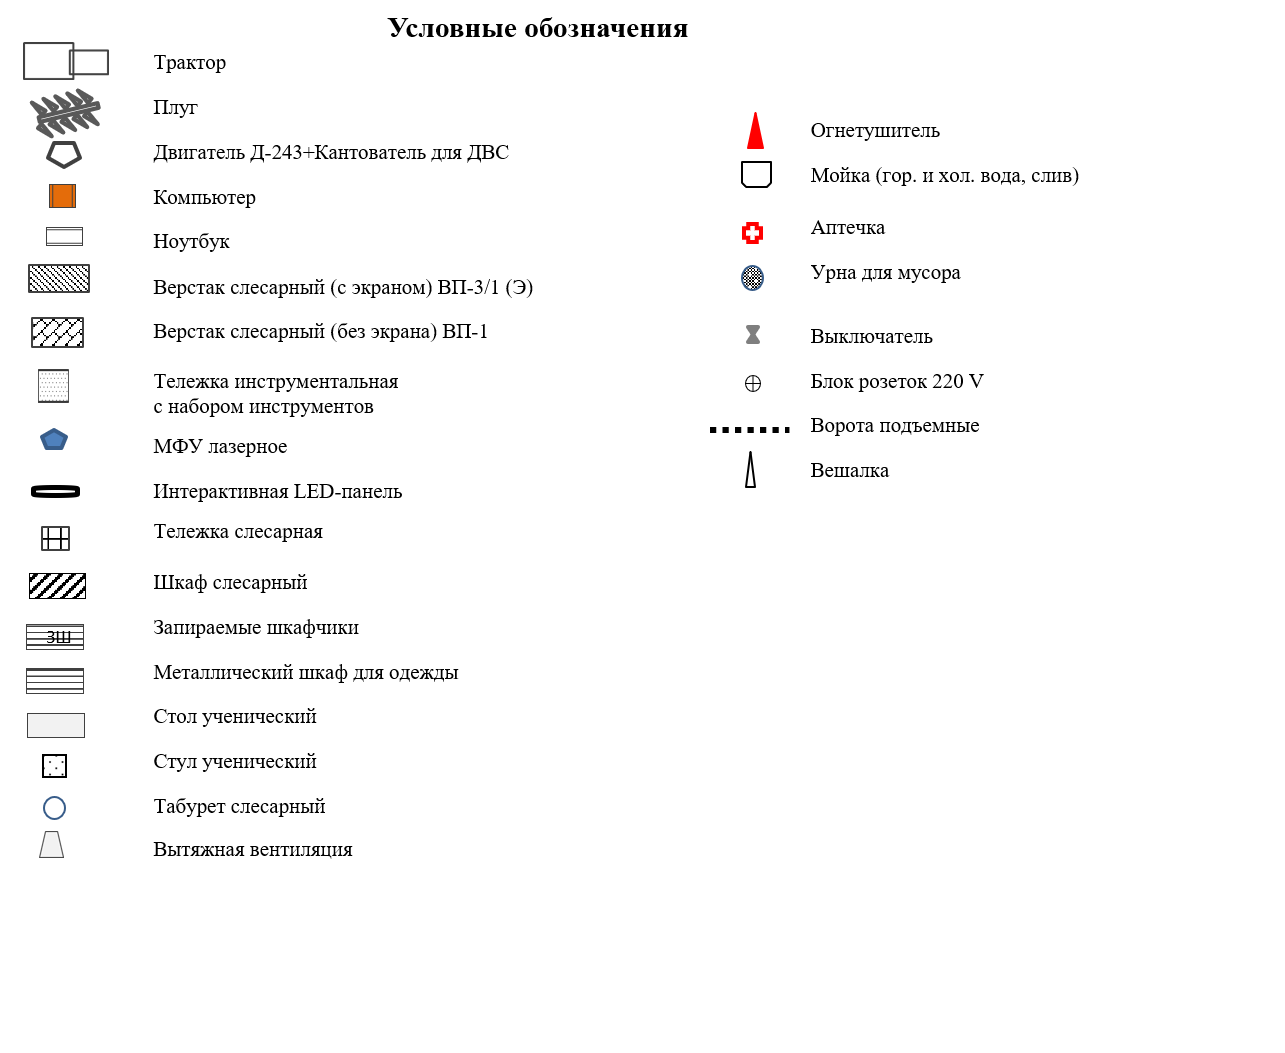 Условные обозначения
Трактор
Плуг
Двигатель Д-243+Кантователь для ДВС
Компьютер
Ноутбук
Верстак слесарный (с экраном) ВП-3/1 (Э)
Верстак слесарный (без экрана) ВП-1
Тележка инструментальная
с набором инструментов
МФУ лазерное
Интерактивная LED-панель
Тележка слесарная
Шкаф слесарный
ЗШ
Запираемые шкафчики
Металлический шкаф для одежды
Стол ученический
Стул ученический
Табурет слесарный
Вытяжная вентиляция
Огнетушитель
Мойка (гор. и хол. вода, слив)
Аптечка
Урна для мусора
Выключатель
Блок розеток 220 V
Ворота подъемные
Вешалка